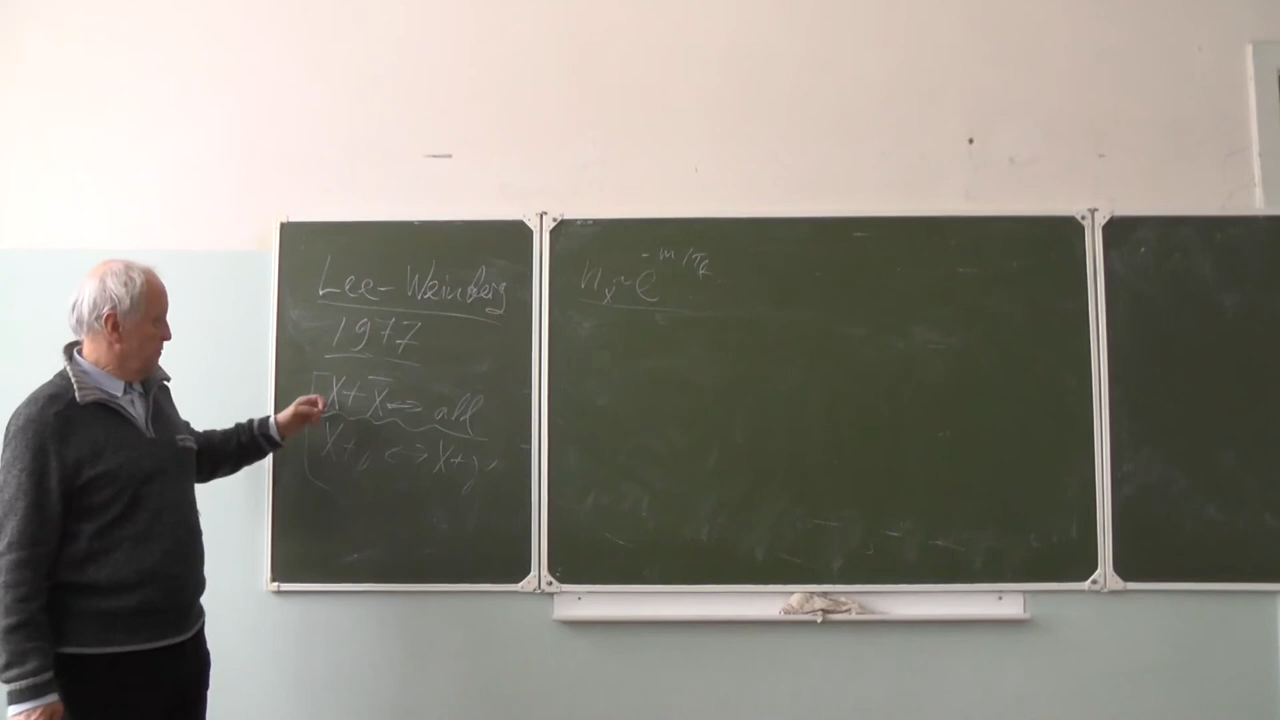 Lee-Weinberg
1977
X + X̄ ⇔ all
X + ⇔ X +
n_x ~ e^{-m/T_f}